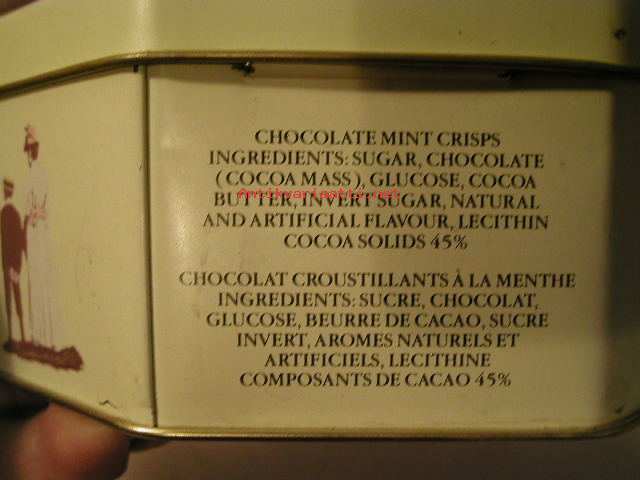 CHOCOLATE MINT CRISPS
INGREDIENTS: SUGAR, CHOCOLATE
(COCOA MASS), GLUCOSE, COCOA
Antikvariaatti.net
BUTTER, INVERT SUGAR, NATURAL
AND ARTIFICIAL FLAVOUR, LECITHIN
COCOA SOLIDS 45%
CHOCOLAT CROUSTILLANTS À LA MENTHE
INGREDIENTS: SUCRE, CHOCOLAT,
GLUCOSE, BEURRE DE CACAO, SUCRE
INVERT, AROMES NATURELS ET
ARTIFICIELS, LECITHINE
COMPOSANTS DE CACAO 45%